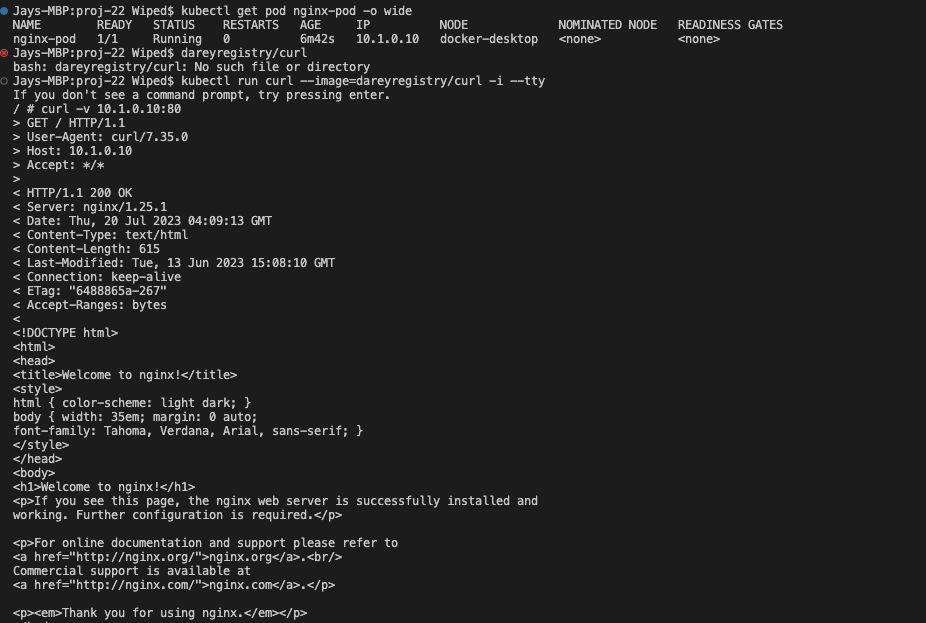 Jays-MBP:proj-22 Wiped$ kubectl get pod nginx-pod -o wide
NAME        READY   STATUS    RESTARTS   AGE     IP          NODE             NOMINATED NODE   READINESS GATES
nginx-pod   1/1     Running   0          6m42s   10.1.0.10   docker-desktop   <none>           <none>
Jays-MBP:proj-22 Wiped$ dareyregistry/curl
bash: dareyregistry/curl: No such file or directory
Jays-MBP:proj-22 Wiped$ kubectl run curl --image=dareyregistry/curl -i --tty
If you don't see a command prompt, try pressing enter.
/ # curl -v 10.1.0.10:80
> GET / HTTP/1.1
> User-Agent: curl/7.35.0
> Host: 10.1.0.10
> Accept: */*
>
< HTTP/1.1 200 OK
< Server: nginx/1.25.1
< Date: Thu, 20 Jul 2023 04:09:13 GMT
< Content-Type: text/html
< Content-Length: 615
< Last-Modified: Tue, 13 Jun 2023 15:08:10 GMT
< Connection: keep-alive
< ETag: "6488865a-267"
< Accept-Ranges: bytes
<
<!DOCTYPE html>
<html>
<head>
<title>Welcome to nginx!</title>
<style>
html { color-scheme: light dark; }
body { width: 35em; margin: 0 auto;
font-family: Tahoma, Verdana, Arial, sans-serif; }
</style>
</head>
<body>
<h1>Welcome to nginx!</h1>
<p>If you see this page, the nginx web server is successfully installed and
working. Further configuration is required.</p>

<p>For online documentation and support please refer to
<a href="http://nginx.org/">nginx.org</a>.<br/>
Commercial support is available at
<a href="http://nginx.com/">nginx.com</a>.</p>

<p><em>Thank you for using nginx.</em></p>